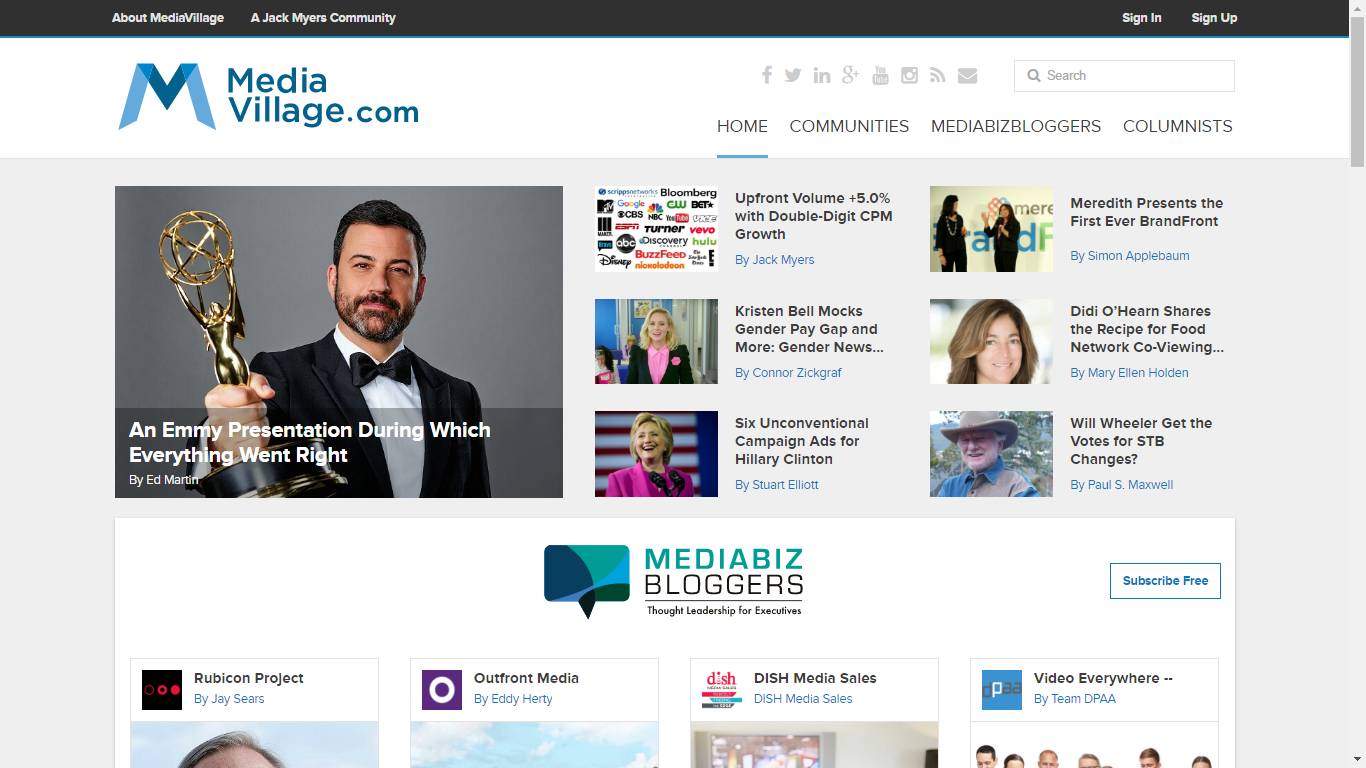 About MediaVillage
A Jack Myers Community
Sign In
Sign Up
Media
Village.com
Search
HOME
COMMUNITIES
MEDIABIZBLOGGERS
COLUMNISTS
An Emmy Presentation During Which
Everything Went Right
By Ed Martin
scrippsnetworks
Bloomberg
Google
CW
BET
CBS
NBC
YouTube
VICE
MAKER
ESPN
turner
vevo
bravo
abc
Discovery
hulu
Disney
BuzzFeed
nickelodeon
E
Upfront Volume +5.0%
with Double-Digit CPM
Growth
By Jack Myers
mere
randF
Meredith Presents the
First Ever BrandFront
By Simon Applebaum
Kristen Bell Mocks
Gender Pay Gap and
More: Gender News...
By Connor Zickgraf
Didi O’Hearn Shares
the Recipe for Food
Network Co-Viewing...
By Mary Ellen Holden
Six Unconventional
Campaign Ads for
Hillary Clinton
By Stuart Elliott
Will Wheeler Get the
Votes for STB
Changes?
By Paul S. Maxwell
MEDIABIZ
BLOGGERS
Thought Leadership for Executives
Subscribe Free
Rubicon Project
By Jay Sears
Outfront Media
By Eddy Herty
dish
MEDIA SALES
DISH Media Sales
DISH Media Sales
dpaa
Video Everywhere --
By Team DPAA